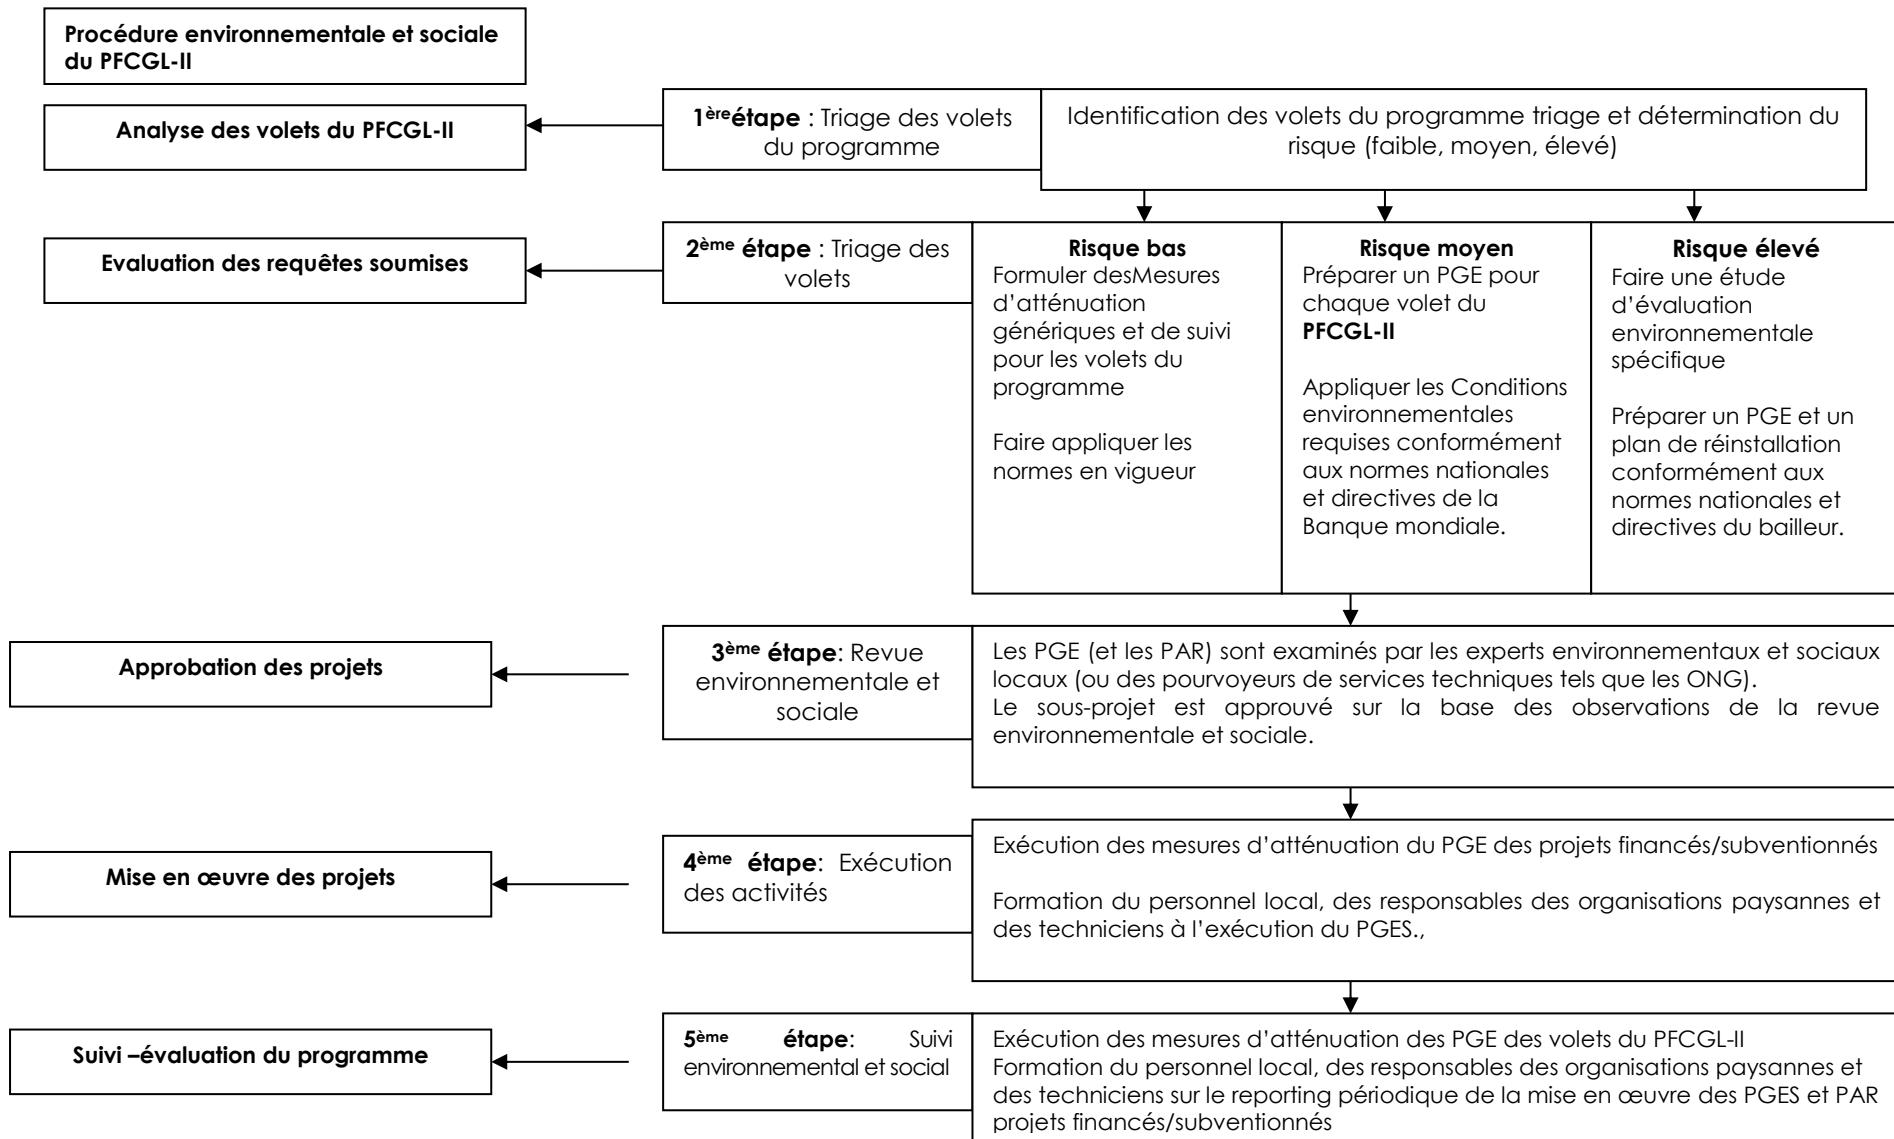 Procédure environnementale et sociale
du PFCGL-II
Analyse des volets du PFCGL-II
1ère étape : Triage des volets
du programme
Identification des volets du programme triage et détermination du
risque (faible, moyen, élevé)
Evaluation des requêtes soumises
2ème étape : Triage des
volets
Risque bas
Formuler desMesures
d’atténuation
génériques et de suivi
pour les volets du
programme
Faire appliquer les
normes en vigueur
Risque moyen
Préparer un PGE pour
chaque volet du
PFCGL-II
Appliquer les Conditions
environnementales
requises conformément
aux normes nationales
et directives de la
Banque mondiale.
Risque élevé
Faire une étude
d’évaluation
environnementale
spécifique
Préparer un PGE et un
plan de réinstallation
conformément aux
normes nationales et
directives du bailleur.
Approbation des projets
3ème étape: Revue
environnementale et
sociale
Les PGE (et les PAR) sont examinés par les experts environnementaux et sociaux
locaux (ou des pourvoyeurs de services techniques tels que les ONG).
Le sous-projet est approuvé sur la base des observations de la revue
environnementale et sociale.
Mise en œuvre des projets
4ème étape: Exécution
des activités
Exécution des mesures d’atténuation du PGE des projets financés/subventionnés
Formation du personnel local, des responsables des organisations paysannes et
des techniciens à l’exécution du PGES.,
Suivi –évaluation du programme
5ème étape: Suivi
environnemental et social
Exécution des mesures d’atténuation des PGE des volets du PFCGL-II
Formation du personnel local, des responsables des organisations paysannes et
des techniciens sur le reporting périodique de la mise en œuvre des PGES et PAR
projets financés/subventionnés